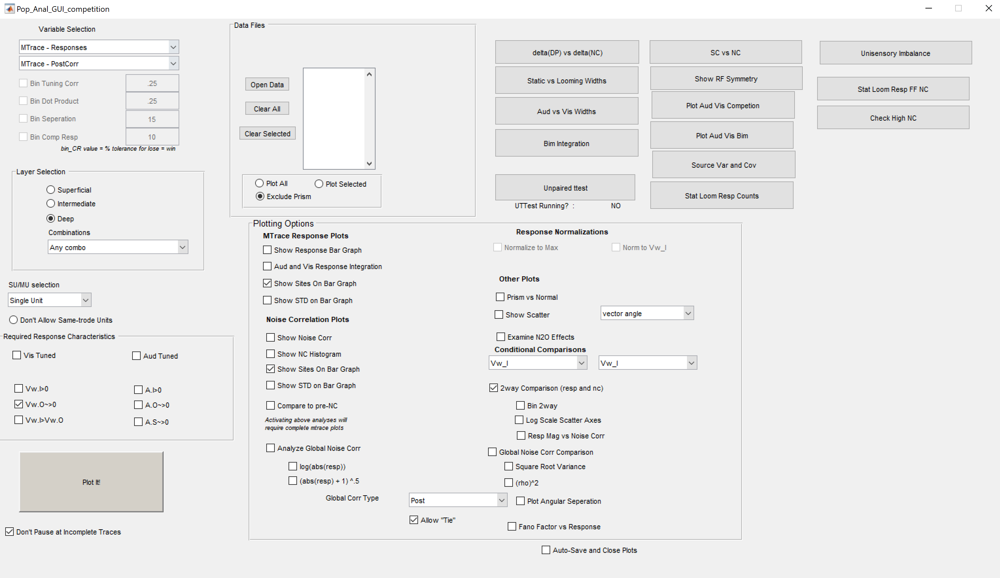 Pop_Anal_GUI_competition
Variable Selection
MTrace - Responses
MTrace - PostCorr
Bin Tuning Corr
.25
Bin Dot Product
.25
Bin Seperation
15
Bin Comp Resp
10
bin_CR value = % tolerance for lose = win
Layer Selection
Superficial
Intermediate
Deep
Combinations
Any combo
SU/MU selection
Single Unit
Don't Allow Same-trode Units
Required Response Characteristics
Vis Tuned
Aud Tuned
Vw.I>0
A.I>0
Vw.O~>0
A.O~>0
Vw.I>Vw.O
A.S~>0
Plot It!
Don't Pause at Incomplete Traces
Data Files
Open Data
Clear All
Clear Selected
Plot All
Plot Selected
Exclude Prism
delta(DP) vs delta(NC)
Static vs Looming Widths
Aud vs Vis Widths
Bim Integration
Unpaired ttest
UTTest Running? :
NO
SC vs NC
Show RF Symmetry
Plot Aud Vis Competion
Plot Aud Vis Bim
Source Var and Cov
Stat Loom Resp Counts
Unisensory Imbalance
Stat Loom Resp FF NC
Check High NC
Plotting Options
MTrace Response Plots
Show Response Bar Graph
Aud and Vis Response Integration
Show Sites On Bar Graph
Show STD on Bar Graph
Noise Correlation Plots
Show Noise Corr
Show NC Histogram
Show Sites On Bar Graph
Show STD on Bar Graph
Compare to pre-NC
Activating above analyses will
require complete mtrace plots
Analyze Global Noise Corr
log(abs(resp))
(abs(resp) + 1) ^.5
Global Corr Type
Post
Allow "Tie"
Response Normalizations
Normalize to Max
Norm to Vw_I
Other Plots
Prism vs Normal
Show Scatter
vector angle
Examine N2O Effects
Conditional Comparisons
Vw_I
Vw_I
2way Comparison (resp and nc)
Bin 2way
Log Scale Scatter Axes
Resp Mag vs Noise Corr
Global Noise Corr Comparison
Square Root Variance
(rho)^2
Plot Angular Seperation
Fano Factor vs Response
Auto-Save and Close Plots